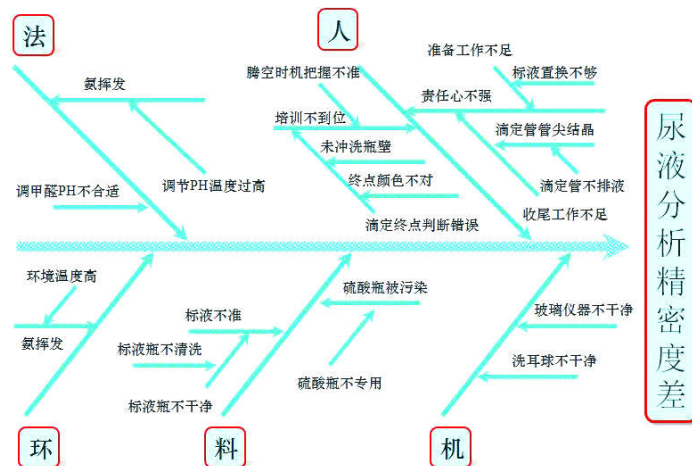 法
人
氨挥发
调节PH温度过高
调甲醛PH不合适
腾空时机把握不准
培训不到位
未冲洗瓶壁
终点颜色不对
滴定终点判断错误
准备工作不足
标液置换不够
责任心不强
滴定管管尖结晶
滴定管不排液
收尾工作不足
尿液分析精密度差
环境温度高
氨挥发
标液不准
标液瓶不清洗
标液瓶不干净
硫酸瓶被污染
硫酸瓶不专用
玻璃仪器不干净
洗耳球不干净
环
料
机